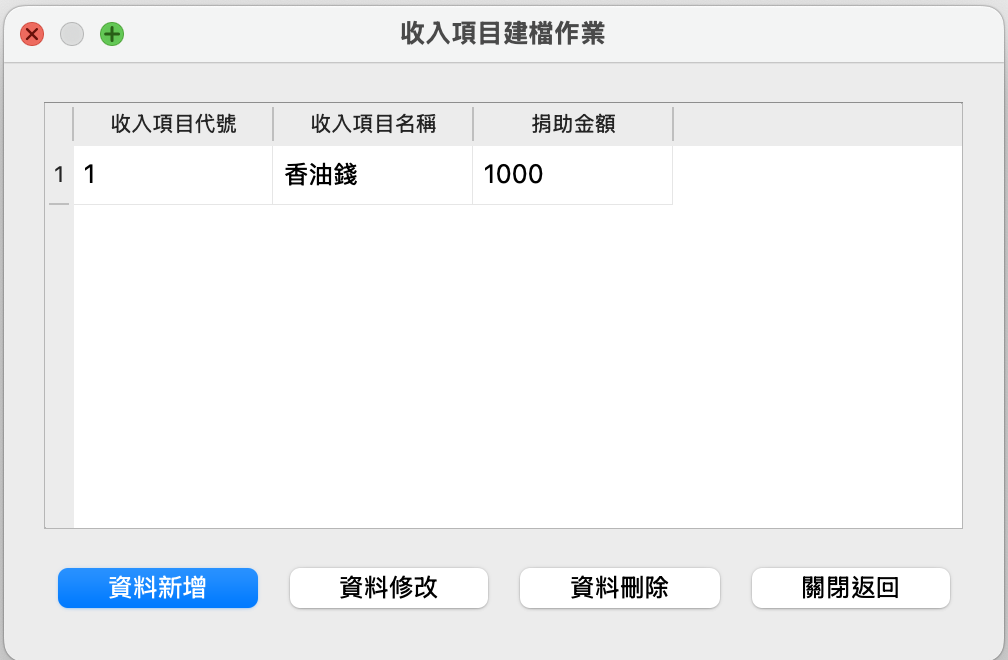 收入項目建檔作業
收入項目代號 收入項目名稱 捐助金額
1 1 香油錢 1000
資料新增 資料修改 資料刪除 關閉返回